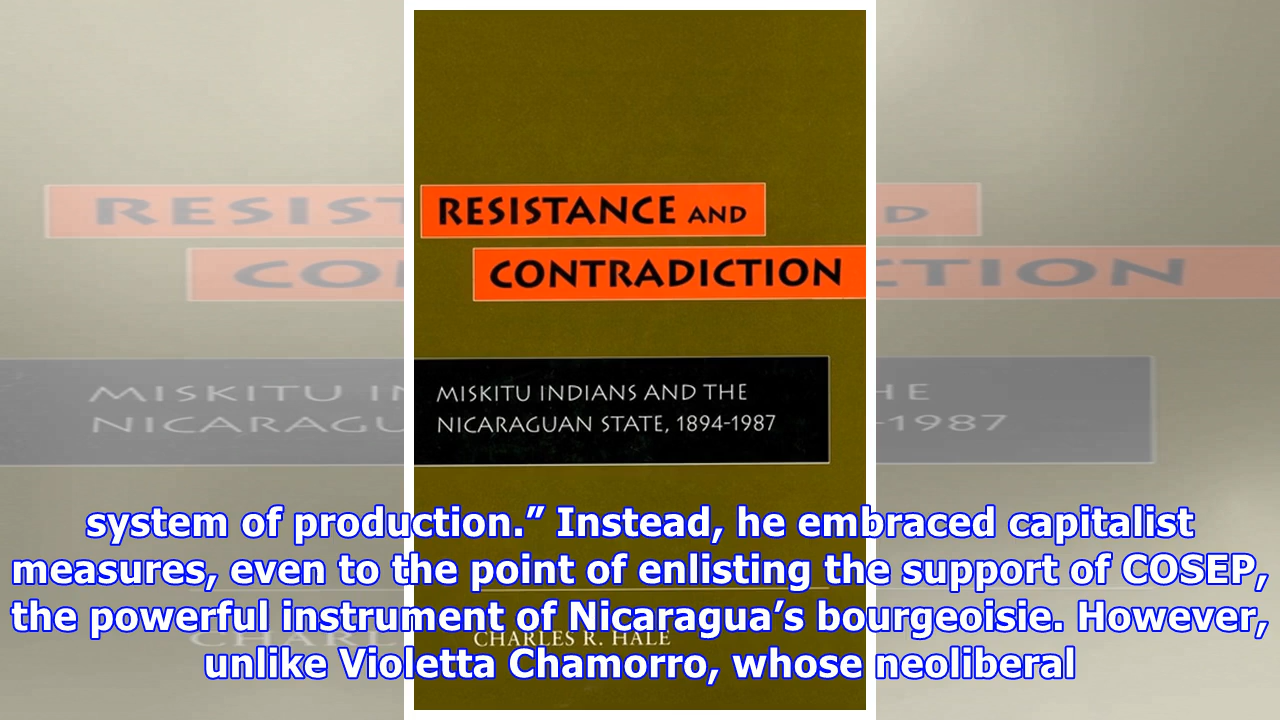 RESISTANCE AND
CONTRADICTION
MISKITU INDIANS AND THE
NICARAGUAN STATE, 1894-1987
CHARLES R. HALE
system of production.” Instead, he embraced capitalist
measures, even to the point of enlisting the support of COSEP,
the powerful instrument of Nicaragua’s bourgeoisie. However,
unlike Violetta Chamorro, whose neoliberal